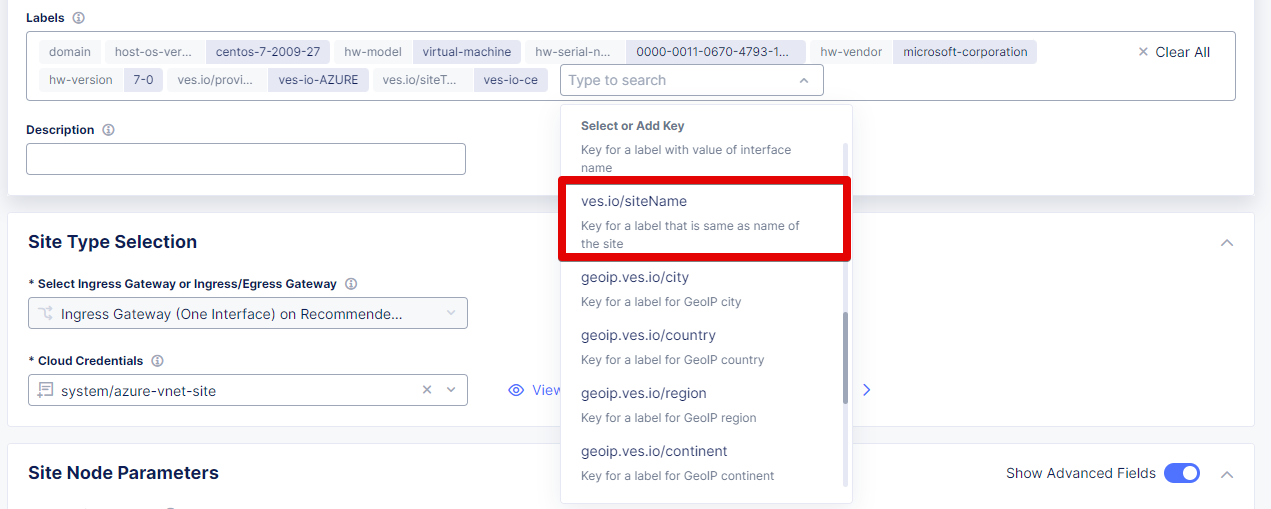 Labels
domain host-os-ver... centos-7-2009-27 hw-model virtual-machine hw-serial-n... 0000-0011-0670-4793-1... hw-vendor microsoft-corporation Clear All
hw-version 7-0 ves.io/provi... ves-io-AZURE ves.io/siteT... ves-io-ce Type to search
Select or Add Key
Key for a label with value of interface
name
ves.io/siteName
Key for a label that is same as name of
the site
geoip.ves.io/city
Key for a label for GeoIP city
geoip.ves.io/country
Key for a label for GeoIP country
geoip.ves.io/region
Key for a label for GeoIP region
geoip.ves.io/continent
Key for a label for GeoIP continent
Description
Site Type Selection
* Select Ingress Gateway or Ingress/Egress Gateway
Ingress Gateway (One Interface) on Recommende...
* Cloud Credentials
system/azure-vnet-site
View
Site Node Parameters
Show Advanced Fields